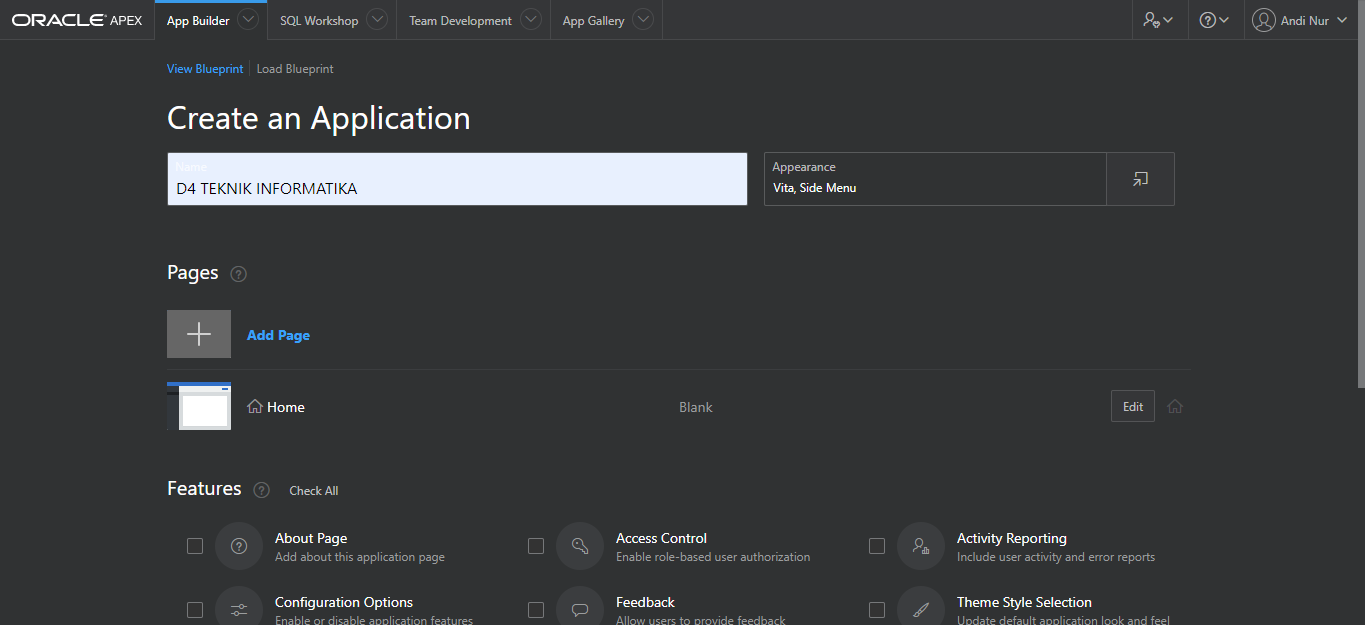 ORACLE APEX App Builder SQL Workshop Team Development App Gallery Andi Nur
View Blueprint Load Blueprint
Create an Application
Name
D4 TEKNIK INFORMATIKA
Appearance
Vita, Side Menu
Pages ?
Add Page
Home Blank Edit
Features ? Check All
About Page
Add about this application page
Access Control
Enable role-based user authorization
Activity Reporting
Include user activity and error reports
Configuration Options
Enable or disable application features
Feedback
Allow users to provide feedback
Theme Style Selection
Update default application look and feel